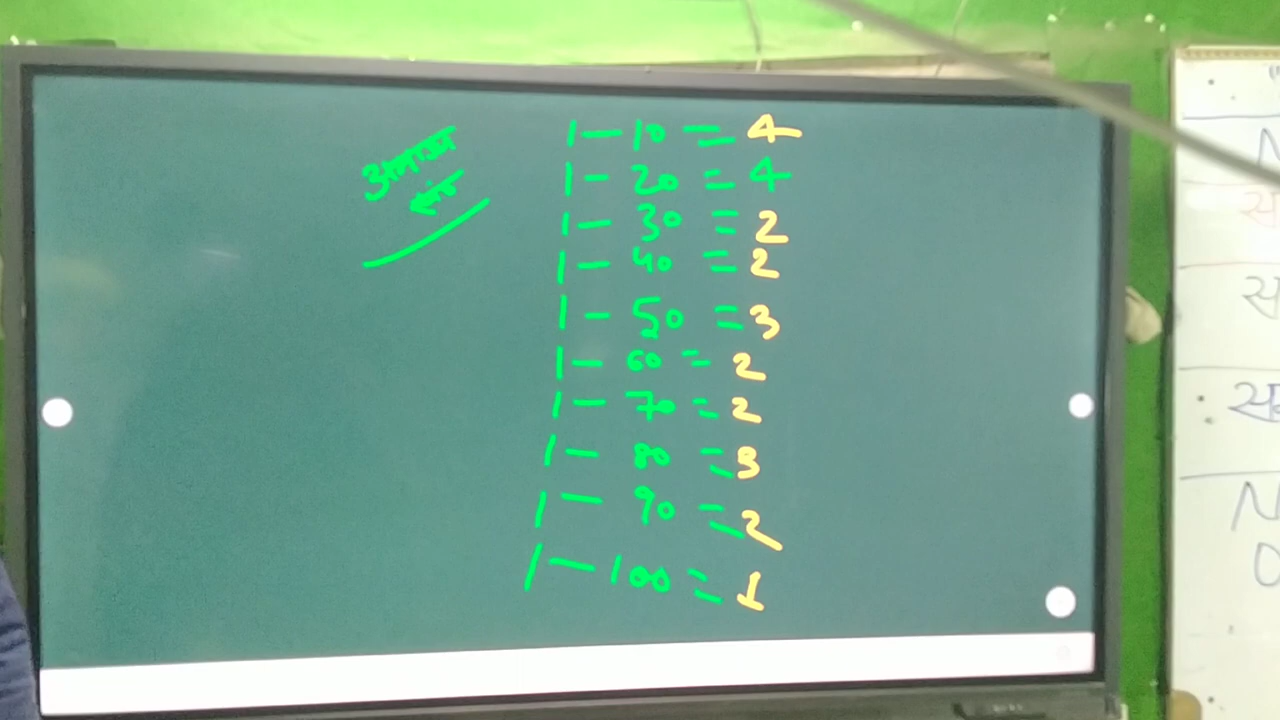 1 - 10 = 4
1 - 20 = 4
1 - 30 = 2
1 - 40 = 2
1 - 50 = 3
1 - 60 = 2
1 - 70 = 2
1 - 80 = 3
1 - 90 = 2
1 - 100 = 1